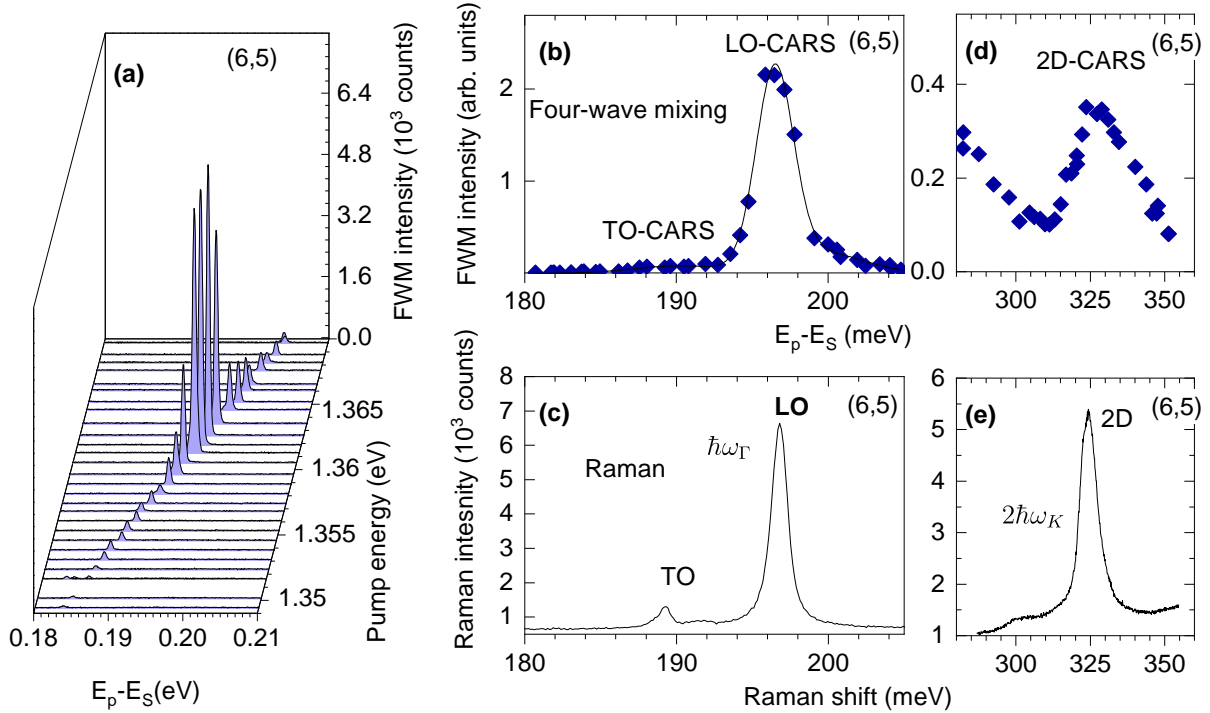 (a)
(6,5)
6.4
4.8
3.2
1.6
0.0
FWM intensity (10³ counts)
1.365
1.36
1.355
1.35
Pump energy (eV)
0.18 0.19 0.20 0.21
Eₚ-E_S(eV)
(b)
LO-CARS (6,5)
Four-wave mixing
TO-CARS
2
1
FWM intensity (arb. units)
180 190 200
Eₚ-E_S (meV)
(d)
(6,5)
2D-CARS
0.4
0.2
0.0
300 325 350
(c)
LO (6,5)
ħω_Γ
Raman
TO
8
7
6
5
4
3
2
1
Raman intesnity (10³ counts)
180 190 200
Raman shift (meV)
(e)
(6,5)
2D
2ħω_K
6
5
4
3
2
1
300 325 350